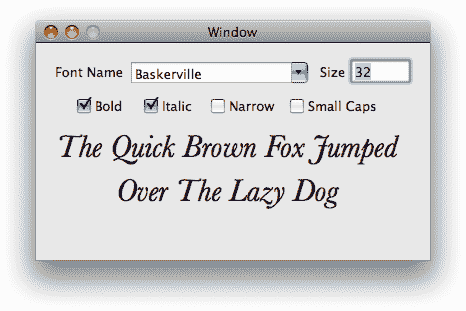 Window
Font Name Baskerville Size 32
Bold Italic Narrow Small Caps
The Quick Brown Fox Jumped
Over The Lazy Dog